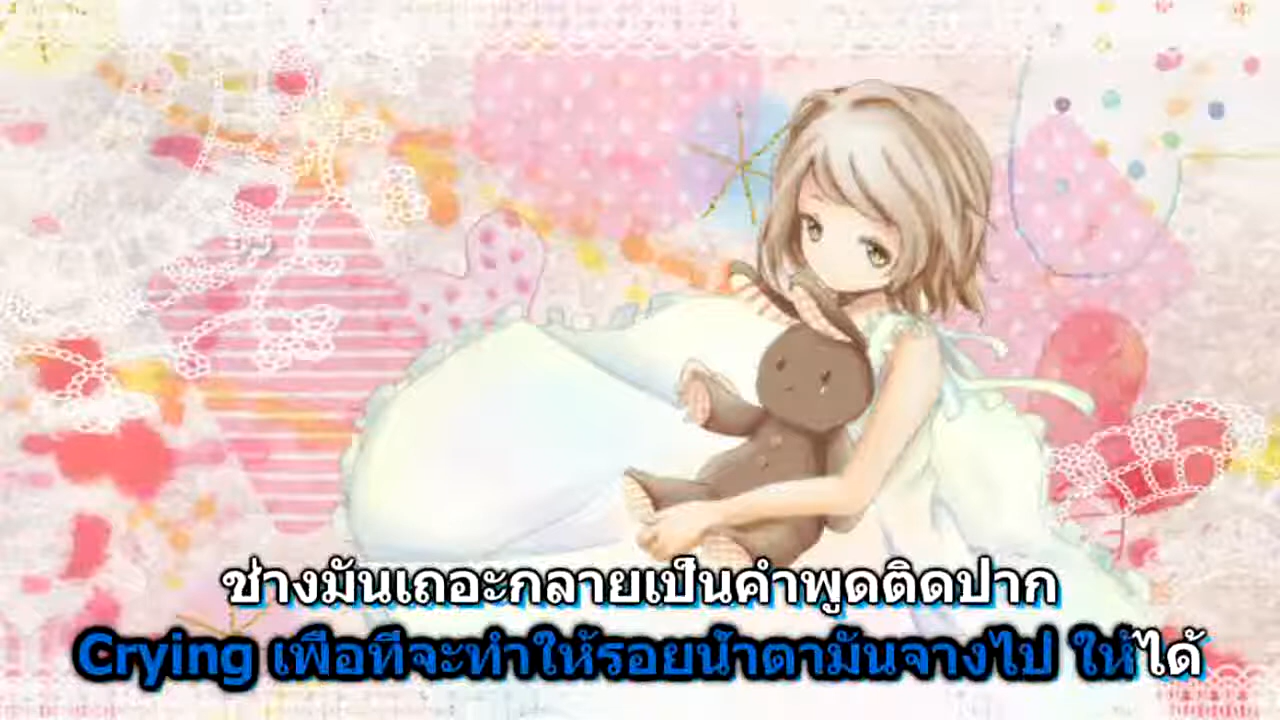 ช่างมันเถอะกลายเป็นคำพูดติดปาก
Crying เพื่อที่จะทำให้รอยน้ำตามันจางไป ให้ได้